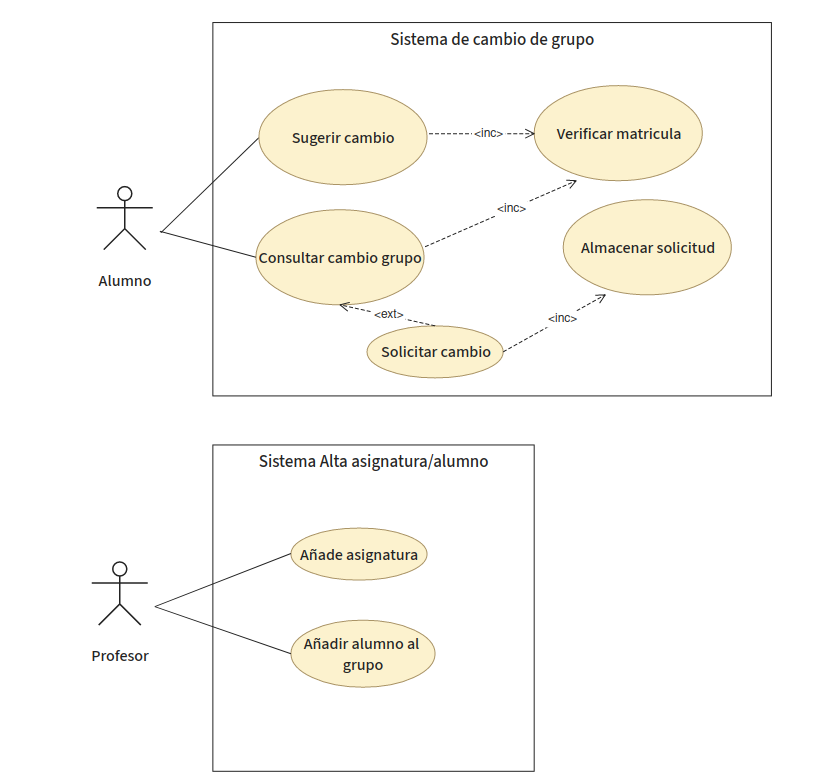 Sistema de cambio de grupo
Sugerir cambio
<inc>
Verificar matricula
<inc>
Alumno
Consultar cambio grupo
Almacenar solicitud
<ext>
<inc>
Solicitar cambio
Sistema Alta asignatura/alumno
Añade asignatura
Profesor
Añadir alumno al
grupo